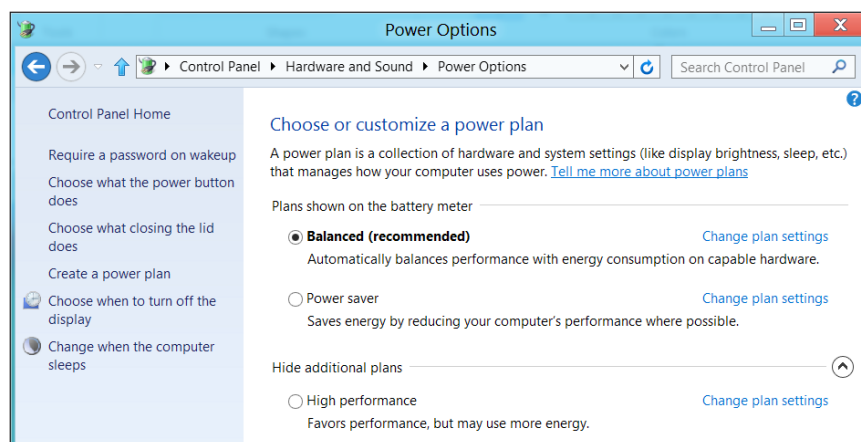 Power Options
Control Panel Hardware and Sound Power Options
Search Control Panel
Control Panel Home
Require a password on wakeup
Choose what the power button
does
Choose what closing the lid
does
Create a power plan
Choose when to turn off the
display
Change when the computer
sleeps
Choose or customize a power plan
A power plan is a collection of hardware and system settings (like display brightness, sleep, etc.)
that manages how your computer uses power. Tell me more about power plans
Plans shown on the battery meter
Balanced (recommended) Change plan settings
Automatically balances performance with energy consumption on capable hardware.
Power saver Change plan settings
Saves energy by reducing your computer's performance where possible.
Hide additional plans
High performance Change plan settings
Favors performance, but may use more energy.